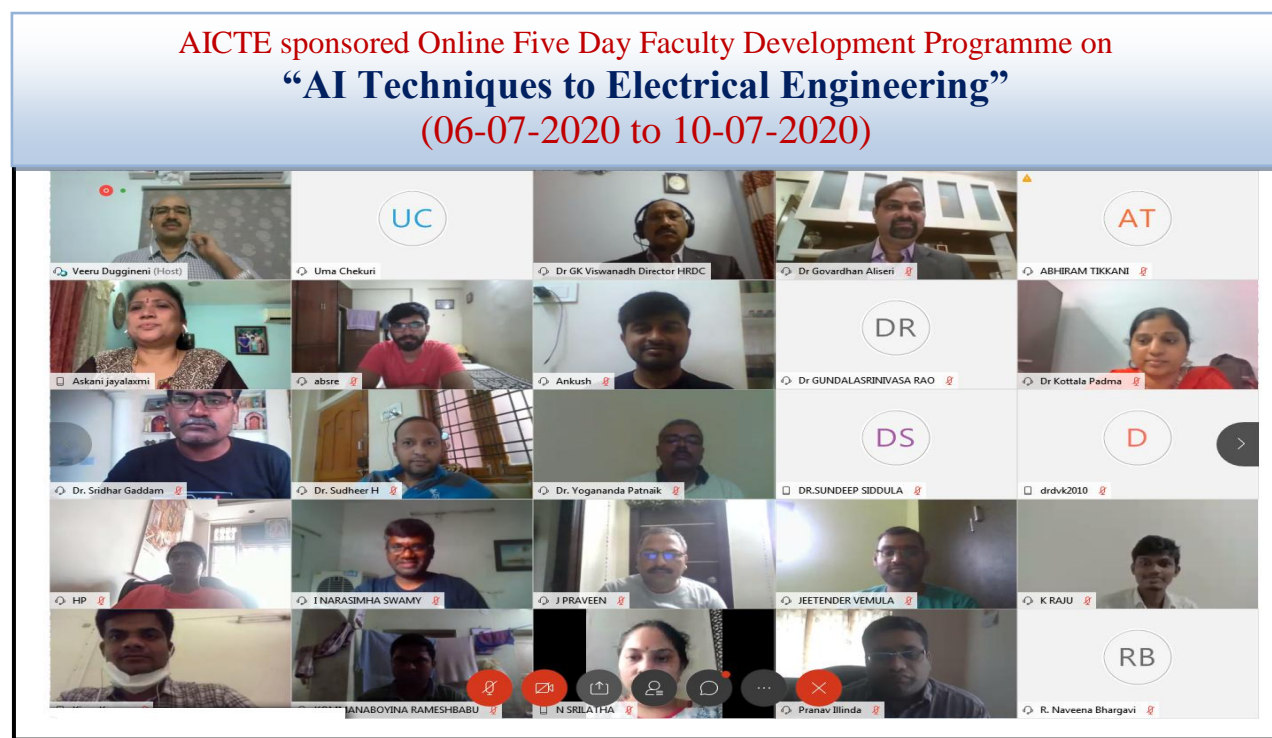 AICTE sponsored Online Five Day Faculty Development Programme on
“AI Techniques to Electrical Engineering”
(06-07-2020 to 10-07-2020)
Veeru Duggineni (Host)
UC
Uma Chekuri
Dr GK Viswanadh Director HRDC
Dr Govardhan Aliseri
AT
ABHIRAM TIKKANI
Askani jayalaxmi
absre
Ankush
DR
Dr GUNDALASRINIVASA RAO
Dr Kottala Padma
Dr. Sridhar Gaddam
Dr. Sudheer H
Dr. Yogananda Patnaik
DS
DR.SUNDEEP SIDDULA
D
drdvk2010
HP
I NARASIMHA SWAMY
J PRAVEEN
JEETENDER VEMULA
K RAJU
RAMESHBABU
N SRILATHA
Pranav Illinda
RB
R. Naveena Bhargavi